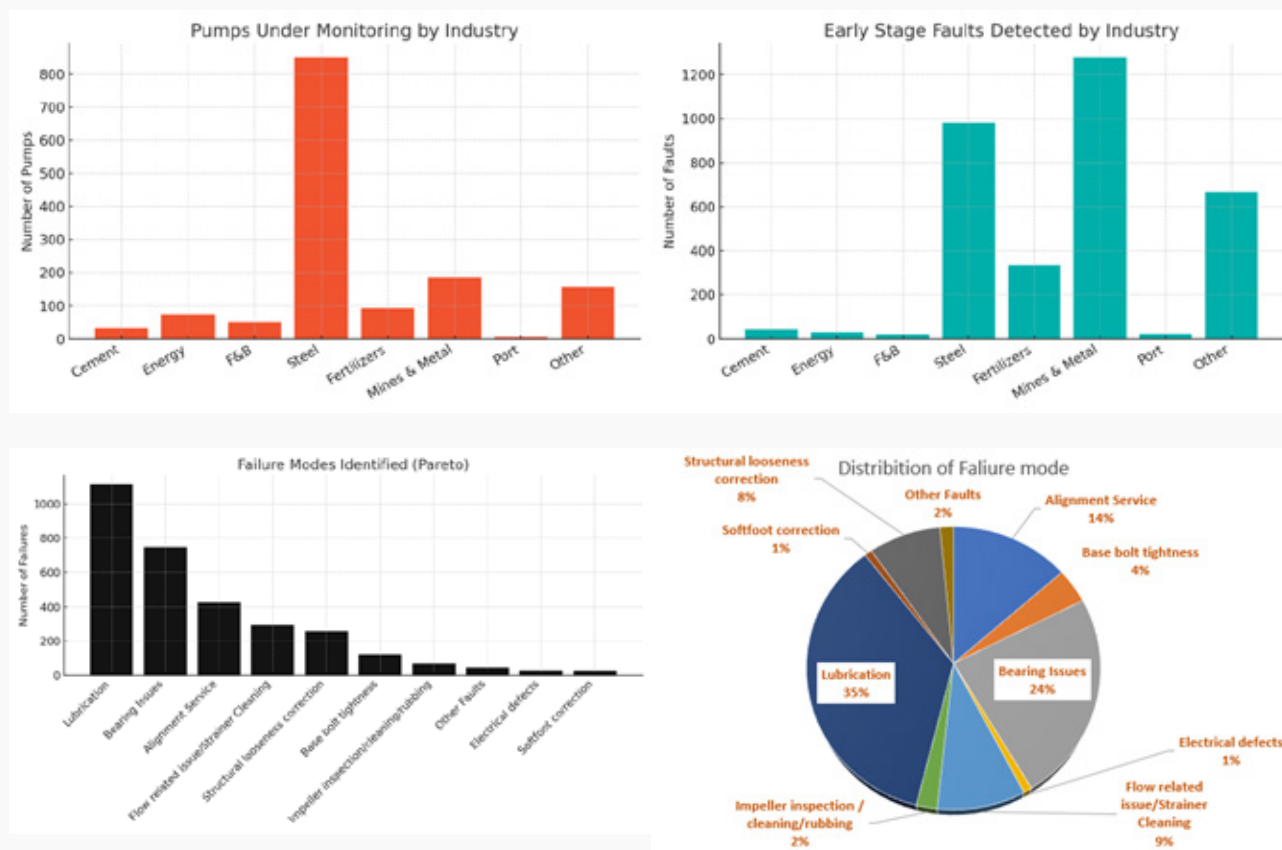 Pumps Under Monitoring by Industry
Number of Pumps
800
700
600
500
400
300
200
100
0
Cement
Energy
F&B
Steel
Fertilizers
Mines & Metal
Port
Other
Early Stage Faults Detected by Industry
Number of Faults
1200
1000
800
600
400
200
0
Cement
Energy
F&B
Steel
Fertilizers
Mines & Metal
Port
Other
Failure Modes Identified (Pareto)
Number of Failures
1000
800
600
400
200
0
Lubrication
Bearing Issues
Alignment Service
Flow related issue/Strainer Cleaning
Structural looseness correction
Base bolt tightness
Impeller inspection/cleaning/rubbing
Other Faults
Electrical defects
Softfoot correction
Distribition of Faliure mode
Structural looseness
correction
8%
Other Faults
2%
Alignment Service
14%
Softfoot correction
1%
Base bolt tightness
4%
Lubrication
35%
Bearing Issues
24%
Electrical defects
1%
Impeller inspection /
cleaning/rubbing
2%
Flow related
issue/Strainer
Cleaning
9%